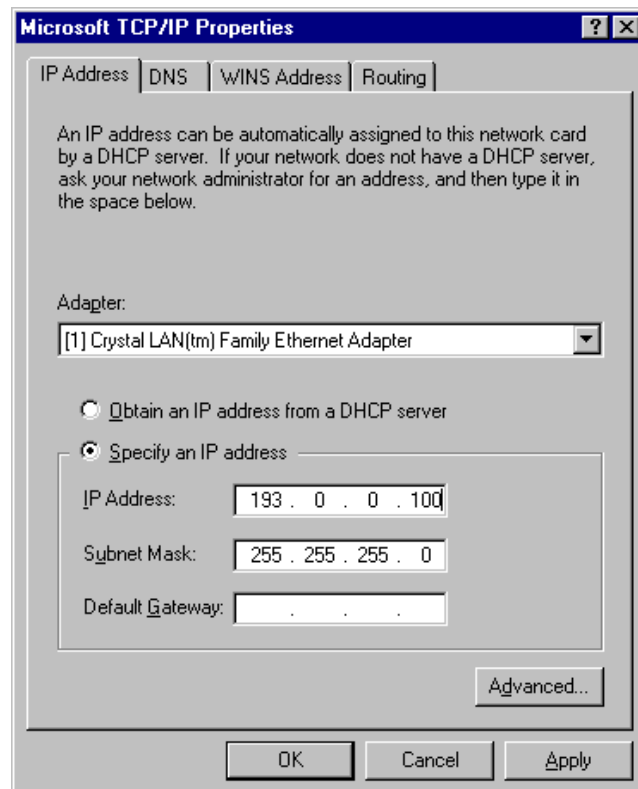 Microsoft TCP/IP Properties
? X
IP Address DNS WINS Address Routing
An IP address can be automatically assigned to this network card
by a DHCP server. If your network does not have a DHCP server,
ask your network administrator for an address, and then type it in
the space below.
Adapter:
[1] Crystal LAN(tm) Family Ethernet Adapter
Obtain an IP address from a DHCP server
Specify an IP address
IP Address: 193 . 0 . 0 . 100
Subnet Mask: 255 . 255 . 255 . 0
Default Gateway: . . .
Advanced...
OK Cancel Apply